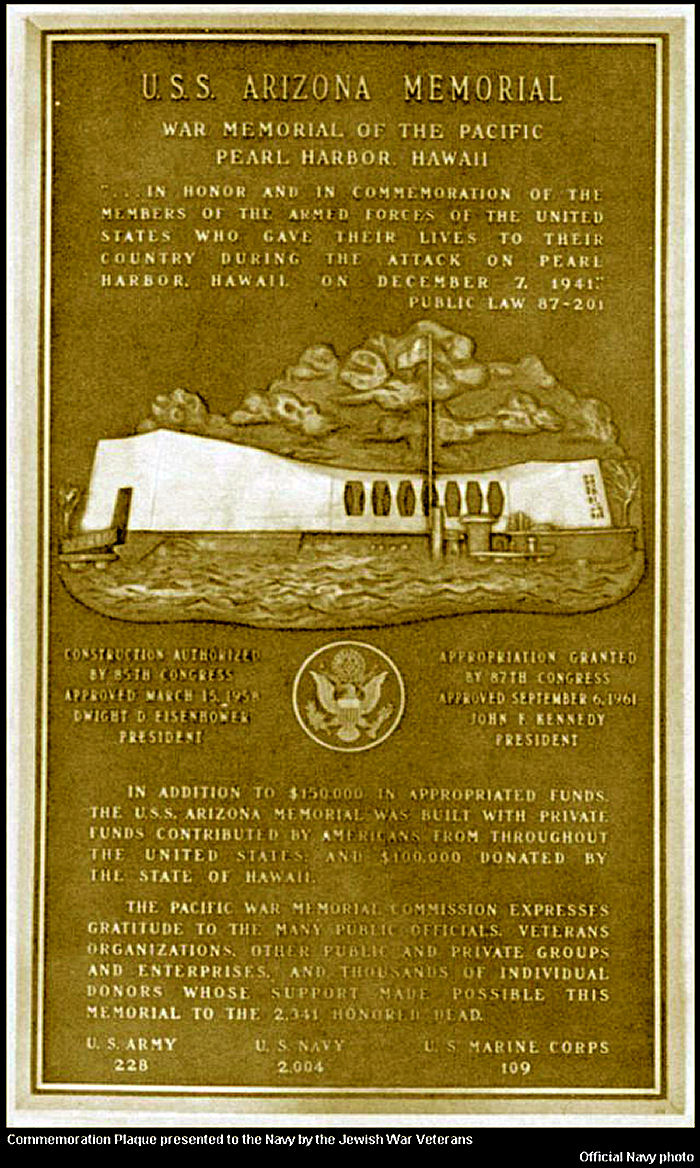 U.S.S. ARIZONA MEMORIAL
WAR MEMORIAL OF THE PACIFIC
PEARL HARBOR, HAWAII
"...IN HONOR AND IN COMMEMORATION OF THE
MEMBERS OF THE ARMED FORCES OF THE UNITED
STATES WHO GAVE THEIR LIVES TO THEIR
COUNTRY DURING THE ATTACK ON PEARL
HARBOR, HAWAII, ON DECEMBER 7, 1941."
PUBLIC LAW 87-201
CONSTRUCTION AUTHORIZED
BY 85TH CONGRESS
APPROVED MARCH 15, 1958
DWIGHT D EISENHOWER
PRESIDENT
APPROPRIATION GRANTED
BY 87TH CONGRESS
APPROVED SEPTEMBER 6, 1961
JOHN F. KENNEDY
PRESIDENT
IN ADDITION TO $150,000 IN APPROPRIATED FUNDS,
THE U.S.S. ARIZONA MEMORIAL WAS BUILT WITH PRIVATE
FUNDS CONTRIBUTED BY AMERICANS FROM THROUGHOUT
THE UNITED STATES, AND $100,000 DONATED BY
THE STATE OF HAWAII.
THE PACIFIC WAR MEMORIAL COMMISSION EXPRESSES
GRATITUDE TO THE MANY PUBLIC OFFICIALS, VETERANS
ORGANIZATIONS, OTHER PUBLIC AND PRIVATE GROUPS
AND ENTERPRISES, AND THOUSANDS OF INDIVIDUAL
DONORS WHOSE SUPPORT MADE POSSIBLE THIS
MEMORIAL TO THE 2,341 HONORED DEAD.
U.S. ARMY U.S. NAVY U.S. MARINE CORPS
228 2,004 109
Commemoration Plaque presented to the Navy by the Jewish War Veterans
Official Navy photo